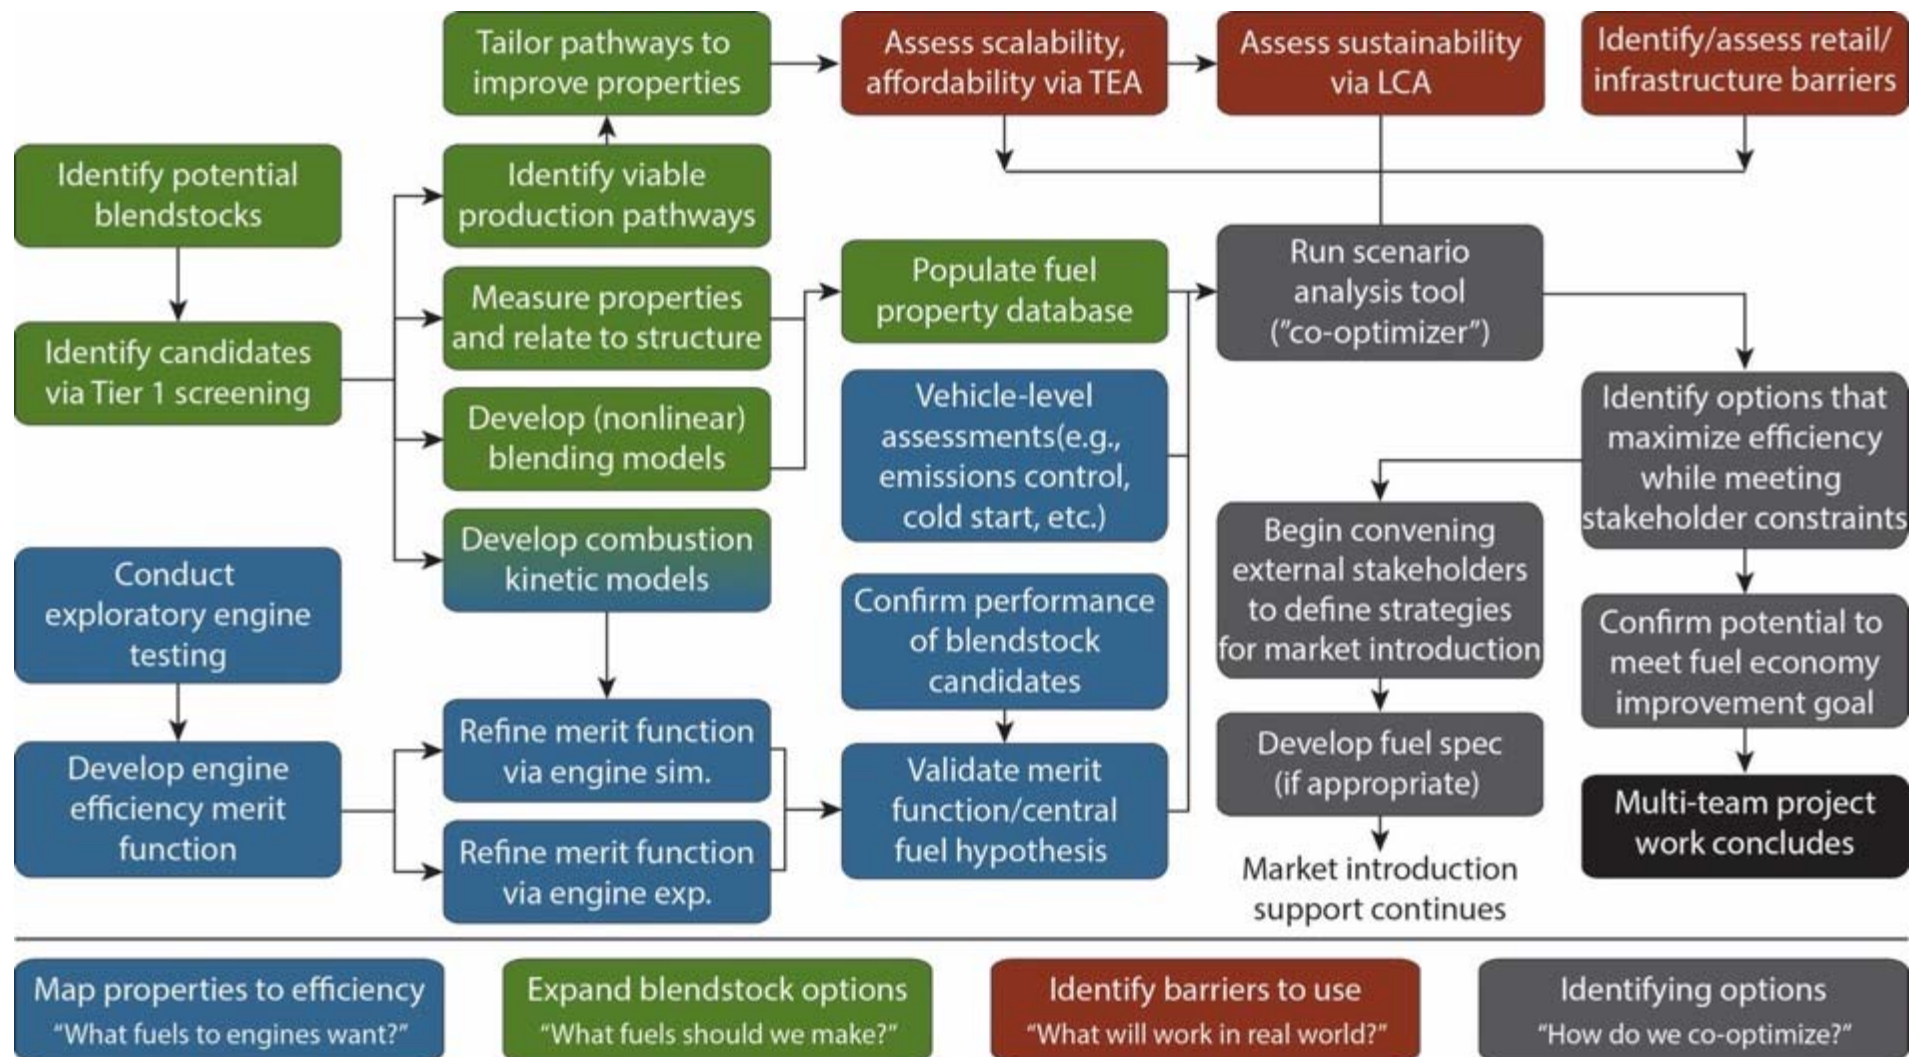 Tailor pathways to
improve properties
Assess scalability,
affordability via TEA
Assess sustainability
via LCA
Identify/assess retail/
infrastructure barriers
Identify potential
blendstocks
Identify viable
production pathways
Identify candidates
via Tier 1 screening
Measure properties
and relate to structure
Develop (nonlinear)
blending models
Develop combustion
kinetic models
Populate fuel
property database
Run scenario
analysis tool
("co-optimizer")
Vehicle-level
assessments(e.g.,
emissions control,
cold start, etc.)
Identify options that
maximize efficiency
while meeting
stakeholder constraints
Conduct
exploratory engine
testing
Confirm performance
of blendstock
candidates
Begin convening
external stakeholders
to define strategies
for market introduction
Confirm potential to
meet fuel economy
improvement goal
Develop engine
efficiency merit
function
Refine merit function
via engine sim.
Refine merit function
via engine exp.
Validate merit
function/central
fuel hypothesis
Develop fuel spec
(if appropriate)
Market introduction
support continues
Multi-team project
work concludes
Map properties to efficiency
"What fuels to engines want?"
Expand blendstock options
"What fuels should we make?"
Identify barriers to use
"What will work in real world?"
Identifying options
"How do we co-optimize?"